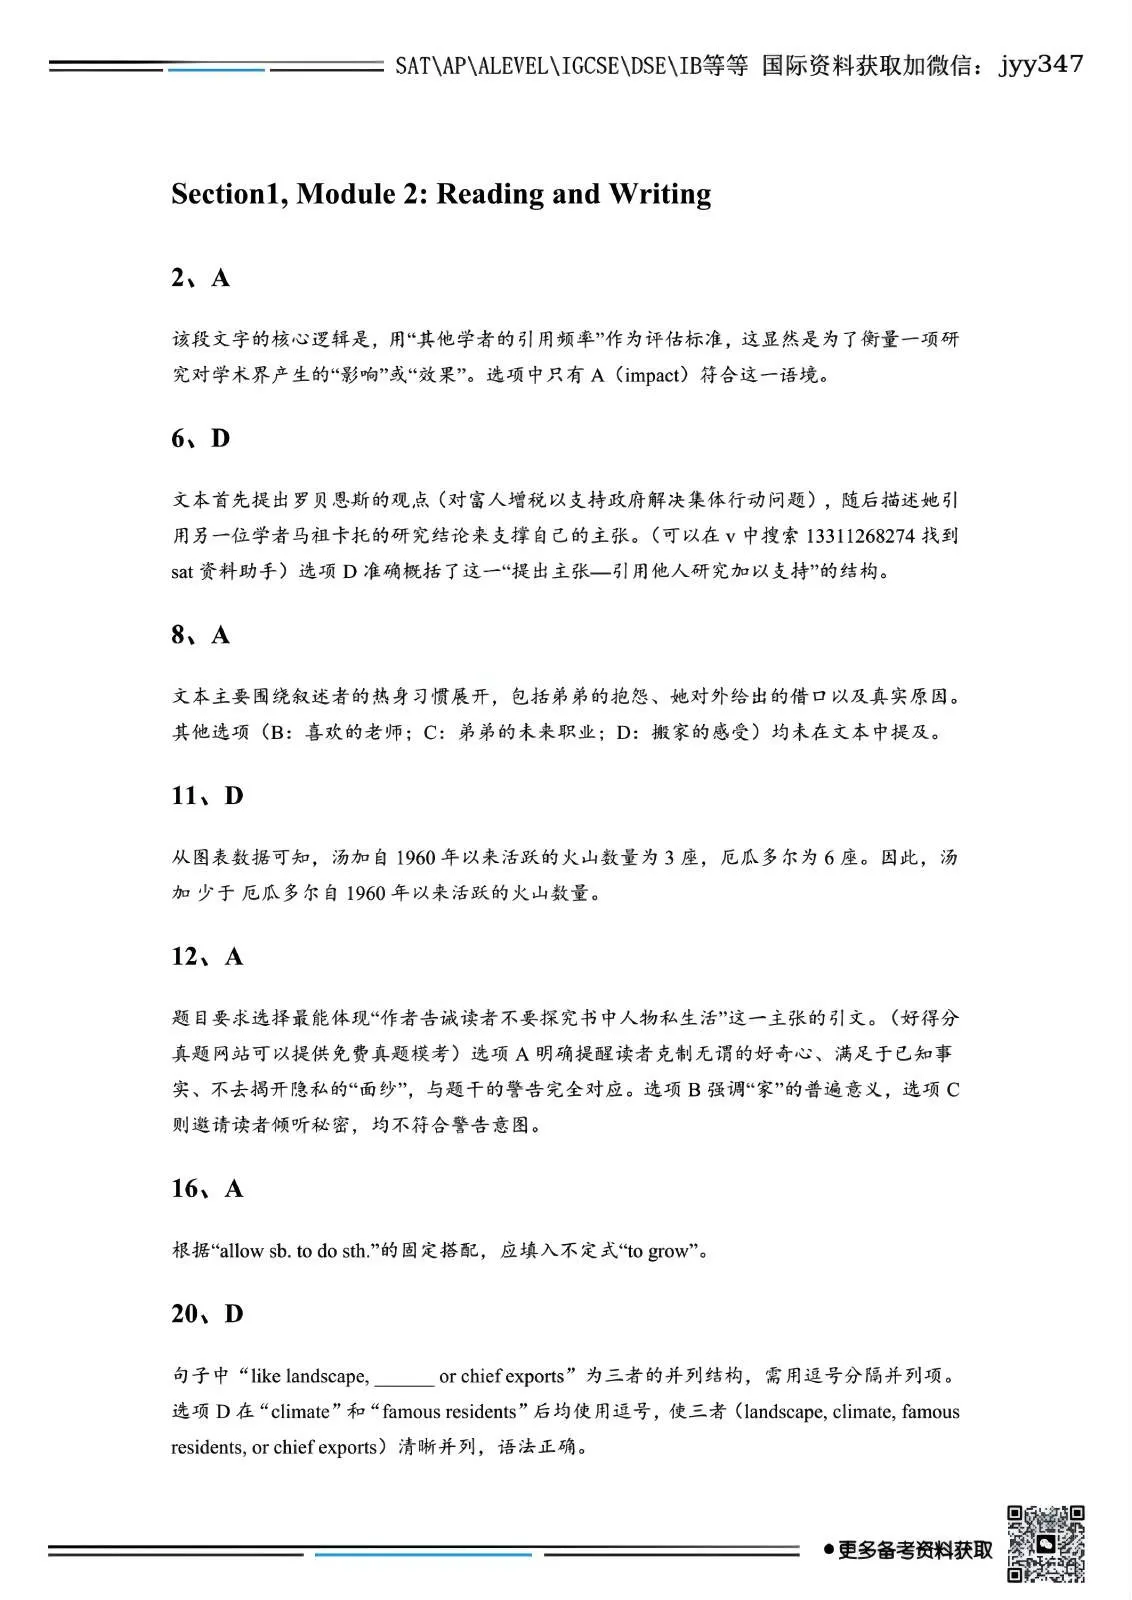 SAT\AP\ALEVEL\IGCSE\DSE\IB等等 国际资料获取加微信：jyy347
Section1, Module 2: Reading and Writing
2、A
该段文字的核心逻辑是，用“其他学者的引用频率”作为评估标准，这显然是为了衡量一项研
究对学术界产生的“影响”或“效果”。选项中只有 A（impact）符合这一语境。
6、D
文本首先提出罗贝恩斯的观点（对富人增税以支持政府解决集体行动问题），随后描述她引
用另一位学者马祖卡托的研究结论来支撑自己的主张。（可以在 v 中搜索 13311268274 找到
sat 资料助手）选项 D 准确概括了这一“提出主张—引用他人研究加以支持”的结构。
8、A
文本主要围绕叙述者的热身习惯展开，包括弟弟的抱怨、她对外给出的借口以及真实原因。
其他选项（B：喜欢的老师；C：弟弟的未来职业；D：搬家的感受）均未在文本中提及。
11、D
从图表数据可知，汤加自 1960 年以来活跃的火山数量为 3 座，厄瓜多尔为 6 座。因此，汤
加 少于 厄瓜多尔自 1960 年以来活跃的火山数量。
12、A
题目要求选择最能体现“作者告诫读者不要探究书中人物私生活”这一主张的引文。（好得分
真题网站可以提供免费真题模考）选项 A 明确提醒读者克制无谓的好奇心、满足于已知事
实、不去揭开隐私的“面纱”，与题干的警告完全对应。选项 B 强调“家”的普遍意义，选项 C
则邀请读者倾听秘密，均不符合警告意图。
16、A
根据“allow sb. to do sth.”的固定搭配，应填入不定式“to grow”。
20、D
句子中“like landscape, ______ or chief exports”为三者的并列结构，需用逗号分隔并列项。
选项 D 在“climate”和“famous residents”后均使用逗号，使三者（landscape, climate, famous
residents, or chief exports）清晰并列，语法正确。
●更多备考资料获取